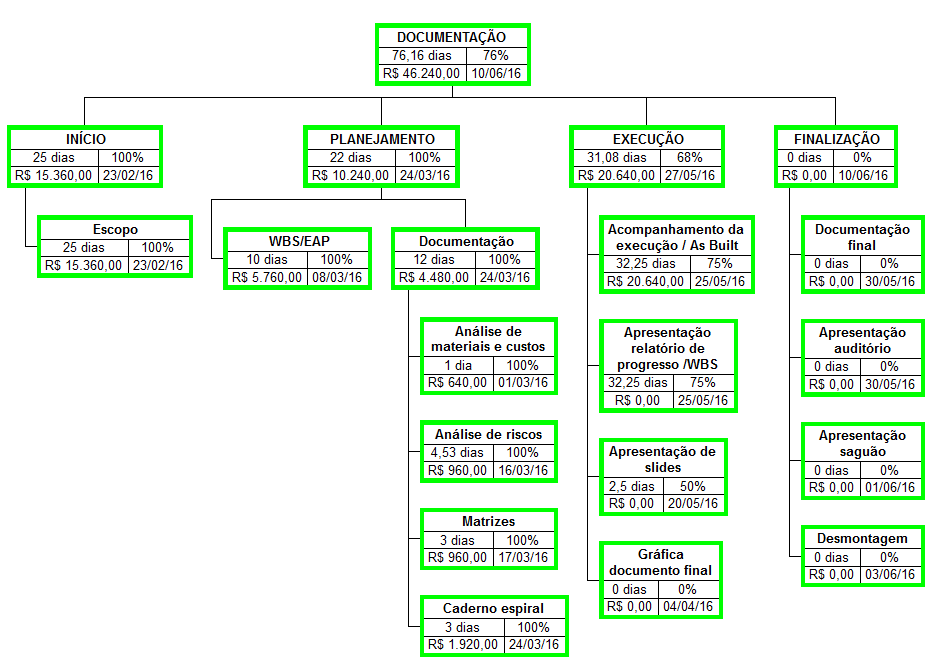 DOCUMENTAÇÃO
76,16 dias 76%
R$ 46.240,00 10/06/16
INÍCIO
25 dias 100%
R$ 15.360,00 23/02/16
Escopo
25 dias 100%
R$ 15.360,00 23/02/16
PLANEJAMENTO
22 dias 100%
R$ 10.240,00 24/03/16
WBS/EAP
10 dias 100%
R$ 5.760,00 08/03/16
Documentação
12 dias 100%
R$ 4.480,00 24/03/16
Análise de
materiais e custos
1 dia 100%
R$ 640,00 01/03/16
Análise de riscos
4,53 dias 100%
R$ 960,00 16/03/16
Matrizes
3 dias 100%
R$ 960,00 17/03/16
Caderno espiral
3 dias 100%
R$ 1.920,00 24/03/16
EXECUÇÃO
31,08 dias 68%
R$ 20.640,00 27/05/16
Acompanhamento da
execução / As Built
32,25 dias 75%
R$ 20.640,00 25/05/16
Apresentação
relatório de
progresso /WBS
32,25 dias 75%
R$ 0,00 25/05/16
Apresentação de
slides
2,5 dias 50%
R$ 0,00 20/05/16
Gráfica
documento final
0 dias 0%
R$ 0,00 04/04/16
FINALIZAÇÃO
0 dias 0%
R$ 0,00 10/06/16
Documentação
final
0 dias 0%
R$ 0,00 30/05/16
Apresentação
auditório
0 dias 0%
R$ 0,00 30/05/16
Apresentação
saguão
0 dias 0%
R$ 0,00 01/06/16
Desmontagem
0 dias 0%
R$ 0,00 03/06/16